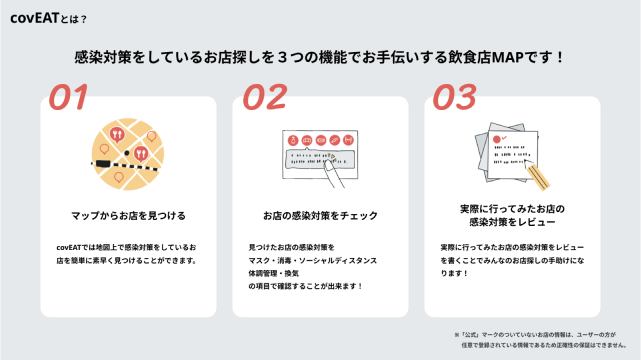 covEATとは？
感染対策をしているお店探しを３つの機能でお手伝いする飲食店MAPです！
01
マップからお店を見つける
covEATでは地図上で感染対策をしているお
店を簡単に素早く見つけることができます。
02
お店の感染対策をチェック
見つけたお店の感染対策を
マスク・消毒・ソーシャルディスタンス
体調管理・換気
の項目で確認することが出来ます！
03
実際に行ってみたお店の
感染対策をレビュー
実際に行ってみたお店の感染対策をレビュー
を書くことでみんなのお店探しの手助けにな
ります！
※「公式」マークのついていないお店の情報は、ユーザーの方が
任意で登録されている情報であるため正確性の保証はできません。